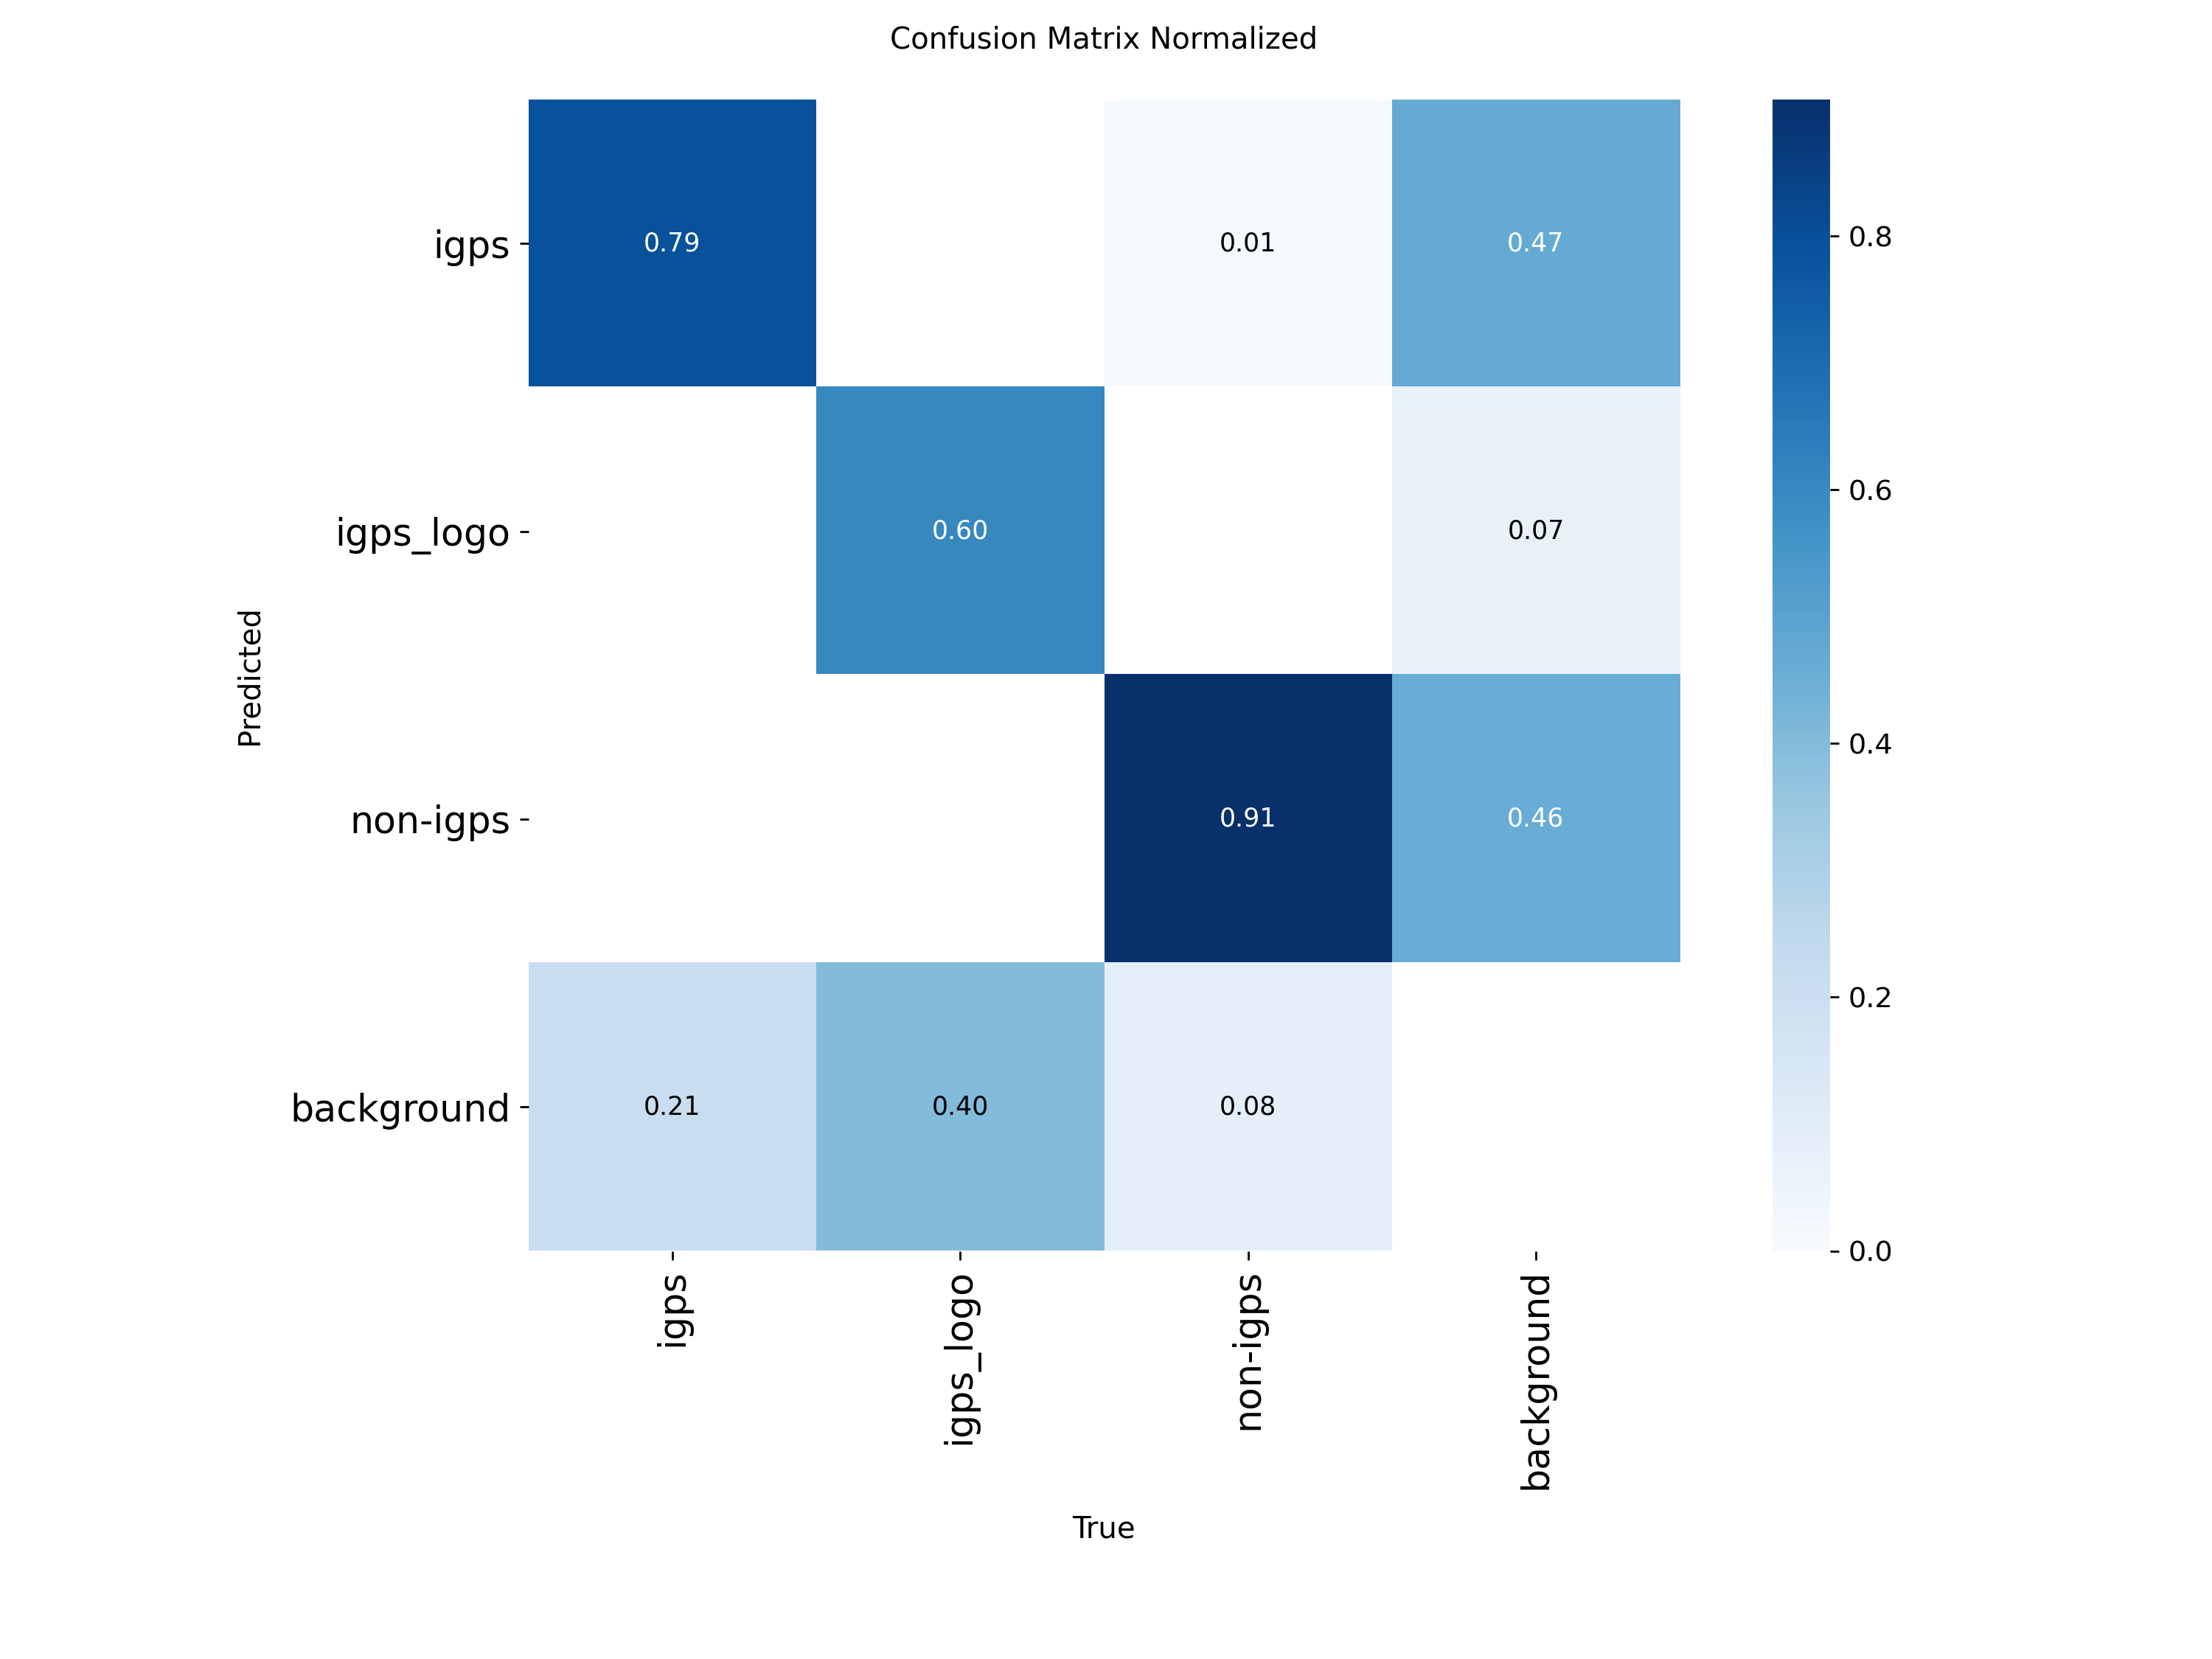 Confusion Matrix Normalized
igps
0.79
0.01
0.47
igps_logo
0.60
0.07
non-igps
0.91
0.46
background
0.21
0.40
0.08
igps
igps_logo
non-igps
background
True
Predicted
0.8
0.6
0.4
0.2
0.0